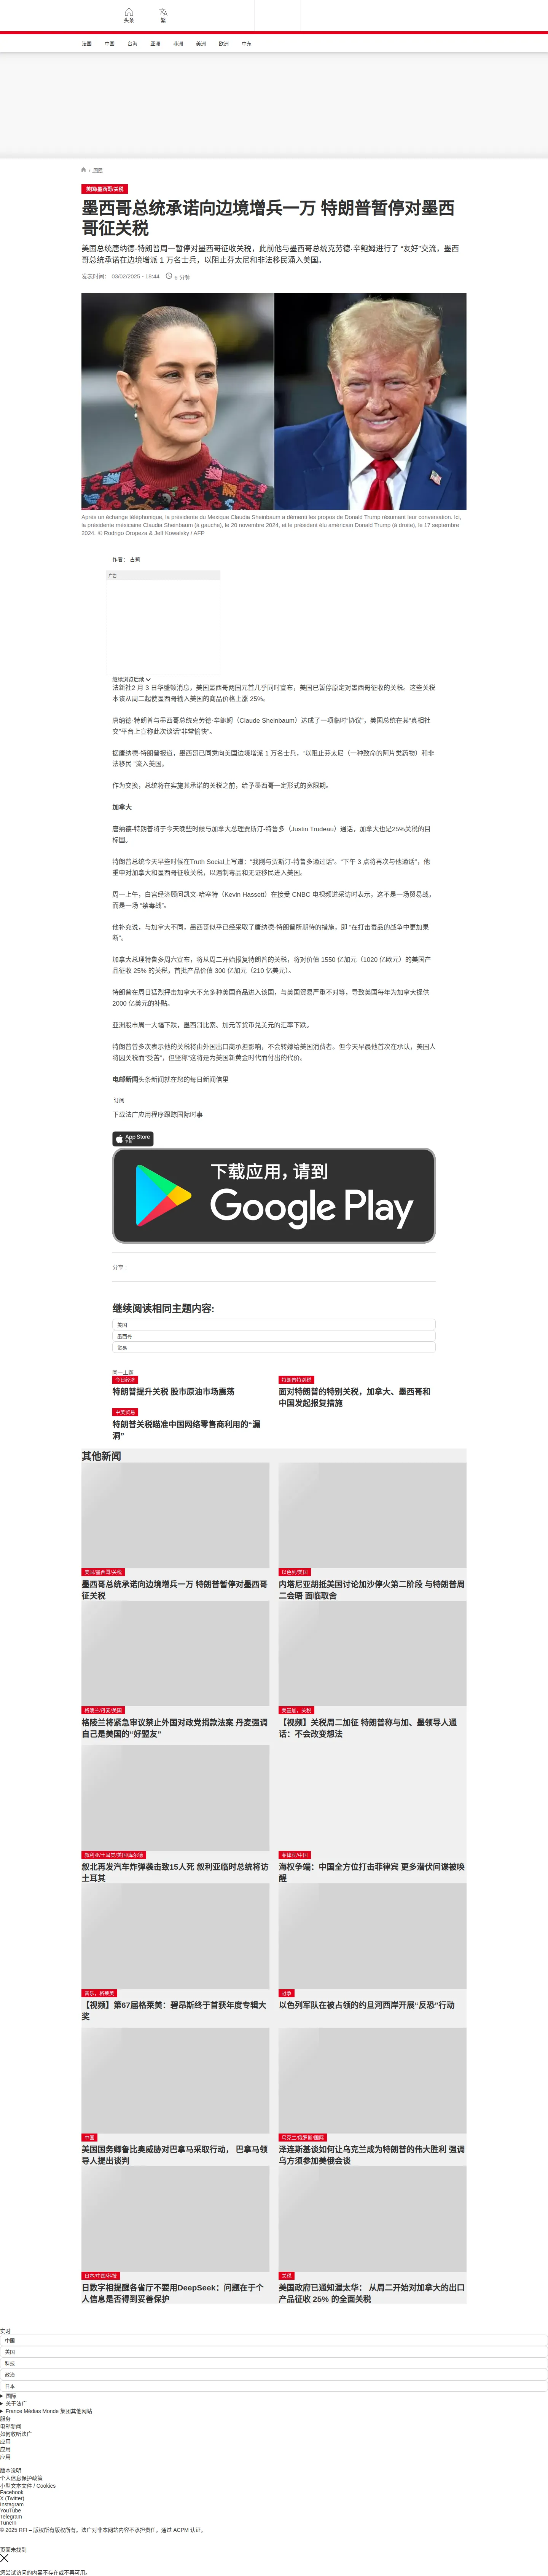 头条
繁
法国
中国
台海
亚洲
非洲
美洲
欧洲
中东
/ 国际
美国/墨西哥/关税
墨西哥总统承诺向边境增兵一万 特朗普暂停对墨西
哥征关税
美国总统唐纳德-特朗普周一暂停对墨西哥征收关税，此前他与墨西哥总统克劳德·辛鲍姆进行了 “友好”交流，墨西
哥总统承诺在边境增派 1 万名士兵，以阻止芬太尼和非法移民涌入美国。
发表时间： 03/02/2025 - 18:44
6 分钟
Après un échange téléphonique, la présidente du Mexique Claudia Sheinbaum a démenti les propos de Donald Trump résumant leur conversation. Ici,
la présidente méxicaine Claudia Sheinbaum (à gauche), le 20 novembre 2024, et le président élu américain Donald Trump (à droite), le 17 septembre
2024. © Rodrigo Oropeza & Jeff Kowalsky / AFP
作者： 古莉
广告
继续浏览后续
法新社2 月 3 日华盛顿消息，美国墨西哥两国元首几乎同时宣布，美国已暂停原定对墨西哥征收的关税。这些关税
本该从周二起使墨西哥输入美国的商品价格上涨 25%。
唐纳德·特朗普与墨西哥总统克劳德·辛鲍姆（Claude Sheinbaum）达成了一项临时“协议”，美国总统在其“真相社
交”平台上宣称此次谈话“非常愉快”。
据唐纳德-特朗普报道，墨西哥已同意向美国边境增派 1 万名士兵，“以阻止芬太尼（一种致命的阿片类药物）和非
法移民 ”流入美国。
作为交换，总统将在实施其承诺的关税之前，给予墨西哥一定形式的宽限期。
加拿大
唐纳德-特朗普将于今天晚些时候与加拿大总理贾斯汀-特鲁多（Justin Trudeau）通话，加拿大也是25%关税的目
标国。
特朗普总统今天早些时候在Truth Social上写道：“我刚与贾斯汀-特鲁多通过话”。“下午 3 点将再次与他通话”，他
重申对加拿大和墨西哥征收关税，以遏制毒品和无证移民进入美国。
周一上午，白宫经济顾问凯文-哈塞特（Kevin Hassett）在接受 CNBC 电视频道采访时表示，这不是一场贸易战，
而是一场 “禁毒战”。
他补充说，与加拿大不同，墨西哥似乎已经采取了唐纳德-特朗普所期待的措施，即 “在打击毒品的战争中更加果
断”。
加拿大总理特鲁多周六宣布，将从周二开始报复特朗普的关税，将对价值 1550 亿加元（1020 亿欧元）的美国产
品征收 25% 的关税，首批产品价值 300 亿加元（210 亿美元）。
特朗普在周日猛烈抨击加拿大不允多种美国商品进入该国，与美国贸易严重不对等，导致美国每年为加拿大提供
2000 亿美元的补贴。
亚洲股市周一大幅下跌，墨西哥比索、加元等货币兑美元的汇率下跌。
特朗普曾多次表示他的关税将由外国出口商承担影响，不会转嫁给美国消费者。但今天早晨他首次在承认，美国人
将因关税而“受苦”，但坚称“这将是为美国新黄金时代而付出的代价。
电邮新闻头条新闻就在您的每日新闻信里
订阅
下载法广应用程序跟踪国际时事
App Store
下载
下载应用，请到
Google Play
分享 :
继续阅读相同主题内容:
美国
墨西哥
贸易
同一主题
今日经济
特朗普提升关税 股市原油市场震荡
特朗普特别税
面对特朗普的特别关税，加拿大、墨西哥和
中国发起报复措施
中美贸易
特朗普关税瞄准中国网络零售商利用的“漏
洞”
其他新闻
美国/墨西哥/关税
墨西哥总统承诺向边境增兵一万 特朗普暂停对墨西哥
征关税
以色列/美国
内塔尼亚胡抵美国讨论加沙停火第二阶段 与特朗普周
二会晤 面临取舍
格陵兰/丹麦/美国
格陵兰将紧急审议禁止外国对政党捐款法案 丹麦强调
自己是美国的“好盟友”
美墨加，关税
【视频】关税周二加征 特朗普称与加、墨领导人通
话：不会改变想法
叙利亚/土耳其/美国/库尔德
叙北再发汽车炸弹袭击致15人死 叙利亚临时总统将访
土耳其
菲律宾/中国
海权争端：中国全方位打击菲律宾 更多潜伏间谍被唤
醒
音乐，格莱美
【视频】第67届格莱美：碧昂斯终于首获年度专辑大
奖
战争
以色列军队在被占领的约旦河西岸开展“反恐”行动
中国
美国国务卿鲁比奥威胁对巴拿马采取行动， 巴拿马领
导人提出谈判
乌克兰/俄罗斯/国际
泽连斯基谈如何让乌克兰成为特朗普的伟大胜利 强调
乌方须参加美俄会谈
日本/中国/科技
日数字相提醒各省厅不要用DeepSeek：问题在于个
人信息是否得到妥善保护
关税
美国政府已通知渥太华： 从周二开始对加拿大的出口
产品征收 25% 的全面关税
实时
中国
美国
科技
政治
日本
国际
关于法广
France Médias Monde 集团其他网站
服务
电邮新闻
如何收听法广
应用
应用
应用
版本说明
个人信息保护政策
小型文本文件 / Cookies
Facebook
X (Twitter)
Instagram
YouTube
Telegram
TuneIn
© 2025 RFI – 版权所有版权所有。法广对非本网站内容不承担责任。通过 ACPM 认证。
页面未找到
您尝试访问的内容不存在或不再可用。